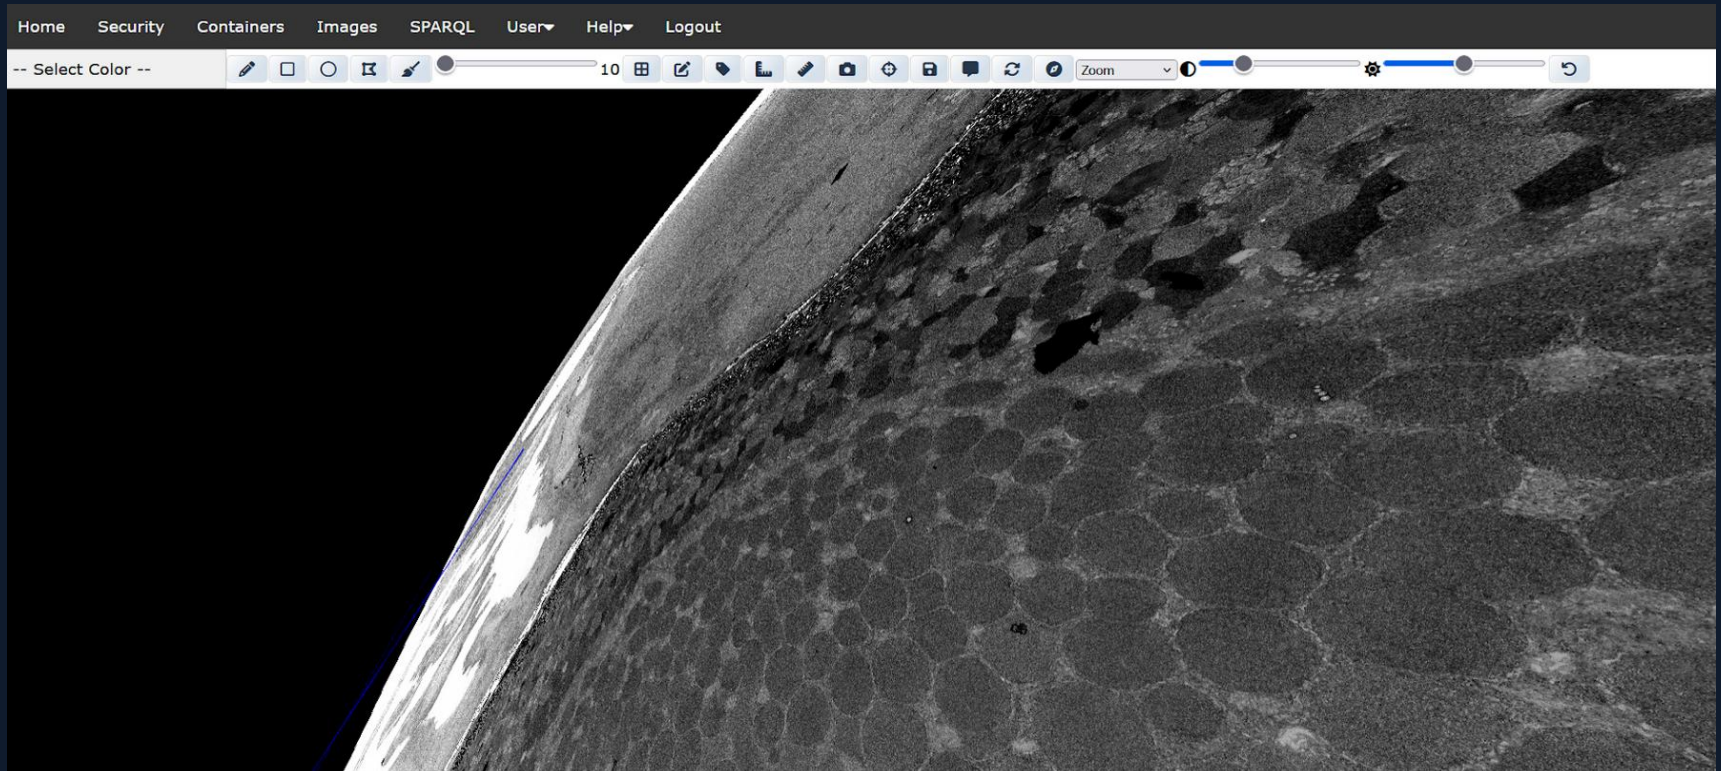 Home Security Containers Images SPARQL User Help Logout
-- Select Color -- 10 Zoom